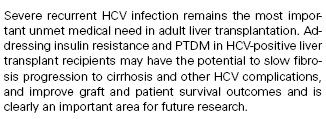 Severe recurrent HCV infection remains the most impor-
tant unmet medical need in adult liver transplantation. Ad-
dressing insulin resistance and PTDM in HCV-positive liver
transplant recipients may have the potential to slow fibro-
sis progression to cirrhosis and other HCV complications,
and improve graft and patient survival outcomes and is
clearly an important area for future research.